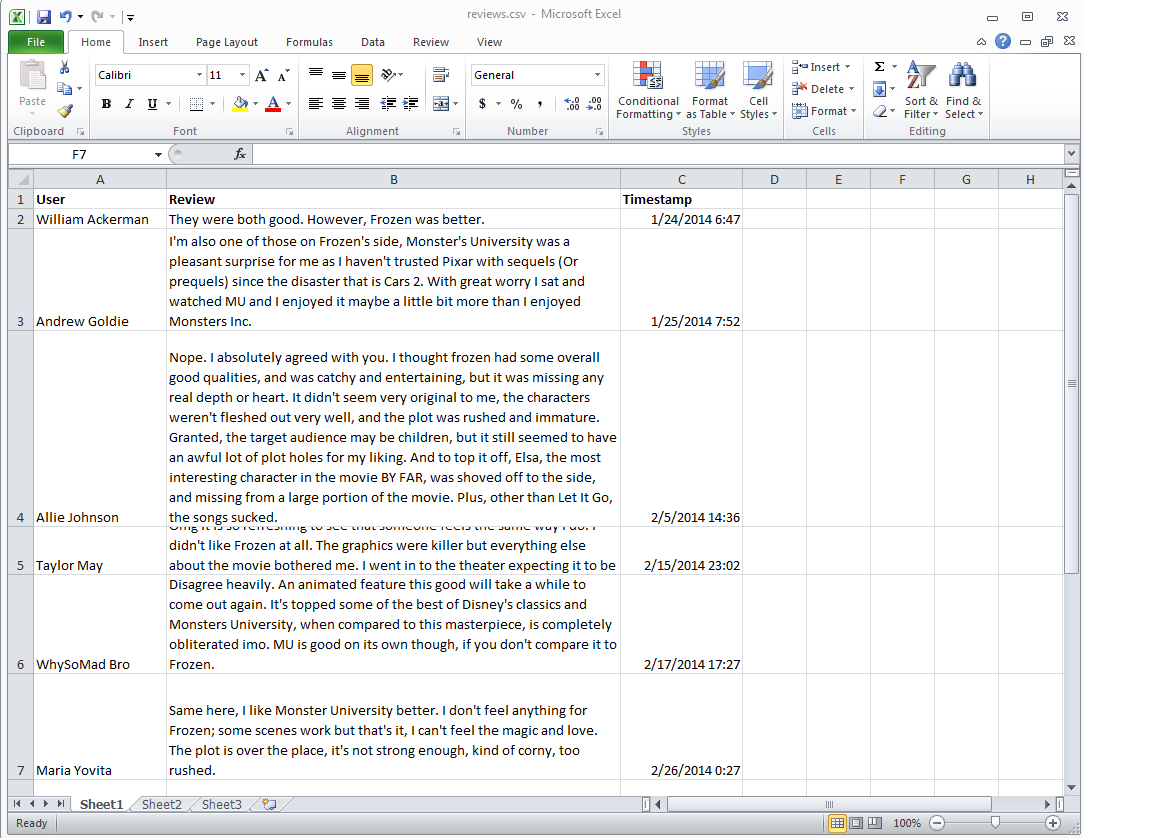 reviews.csv - Microsoft Excel
File Home Insert Page Layout Formulas Data Review View
Paste
Clipboard
Calibri 11
B I U
Font
Alignment
General
$ % ,
Number
Conditional Formatting
Format as Table
Cell Styles
Styles
Insert
Delete
Format
Cells
Σ
Sort & Filter
Find & Select
Editing
F7 fx
A B C D E F G H
1 User Review Timestamp
2 William Ackerman They were both good. However, Frozen was better. 1/24/2014 6:47
I'm also one of those on Frozen's side, Monster's University was a
pleasant surprise for me as I haven't trusted Pixar with sequels (Or
prequels) since the disaster that is Cars 2. With great worry I sat and
watched MU and I enjoyed it maybe a little bit more than I enjoyed
3 Andrew Goldie Monsters Inc. 1/25/2014 7:52
Nope. I absolutely agreed with you. I thought frozen had some overall
good qualities, and was catchy and entertaining, but it was missing any
real depth or heart. It didn't seem very original to me, the characters
weren't fleshed out very well, and the plot was rushed and immature.
Granted, the target audience may be children, but it still seemed to have
an awful lot of plot holes for my liking. And to top it off, Elsa, the most
interesting character in the movie BY FAR, was shoved off to the side,
and missing from a large portion of the movie. Plus, other than Let It Go,
4 Allie Johnson the songs sucked. 2/5/2014 14:36
Omg it is so refreshing to see that someone feels the same way I do. I
didn't like Frozen at all. The graphics were killer but everything else
5 Taylor May about the movie bothered me. I went in to the theater expecting it to be 2/15/2014 23:02
Disagree heavily. An animated feature this good will take a while to
come out again. It's topped some of the best of Disney's classics and
Monsters University, when compared to this masterpiece, is completely
obliterated imo. MU is good on its own though, if you don't compare it to
6 WhySoMad Bro Frozen. 2/17/2014 17:27
Same here, I like Monster University better. I don't feel anything for
Frozen; some scenes work but that's it, I can't feel the magic and love.
The plot is over the place, it's not strong enough, kind of corny, too
7 Maria Yovita rushed. 2/26/2014 0:27
Sheet1 Sheet2 Sheet3
Ready 100%